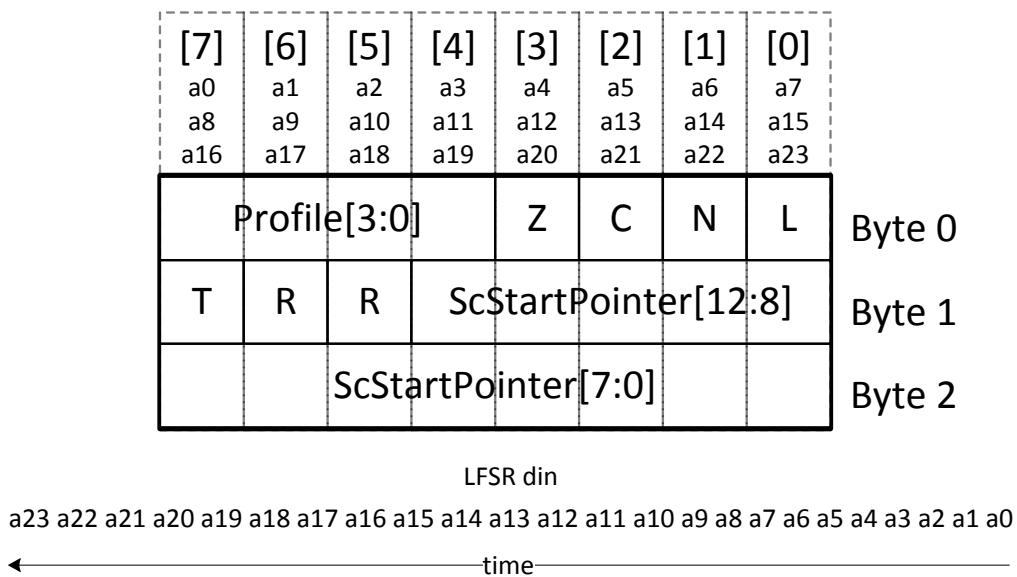 [7] [6] [5] [4] [3] [2] [1] [0]
a0 a1 a2 a3 a4 a5 a6 a7
a8 a9 a10 a11 a12 a13 a14 a15
a16 a17 a18 a19 a20 a21 a22 a23
Profile[3:0] Z C N L Byte 0
T R R ScStartPointer[12:8] Byte 1
ScStartPointer[7:0] Byte 2
LFSR din
a23 a22 a21 a20 a19 a18 a17 a16 a15 a14 a13 a12 a11 a10 a9 a8 a7 a6 a5 a4 a3 a2 a1 a0
time